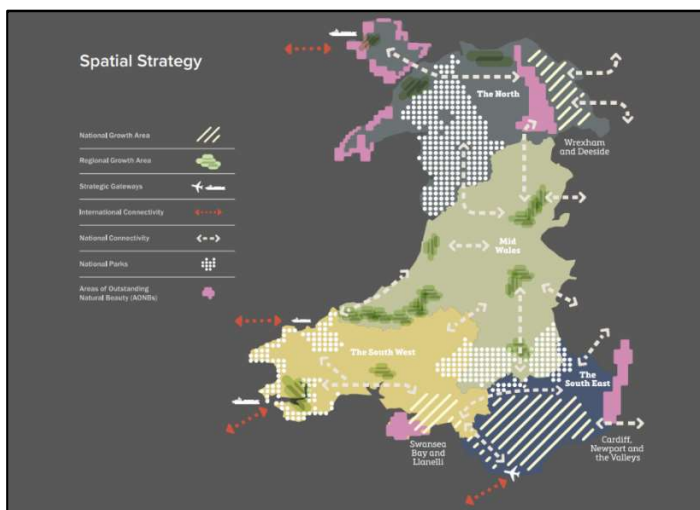 Spatial Strategy
National Growth Area
Regional Growth Area
Strategic Gateways
International Connectivity
National Connectivity
National Parks
Areas of Outstanding
Natural Beauty (AONBs)
The North
Wrexham
and Deeside
Mid
Wales
The South West
The
South East
Swansea
Bay and
Llanelli
Cardiff,
Newport and
the Valleys